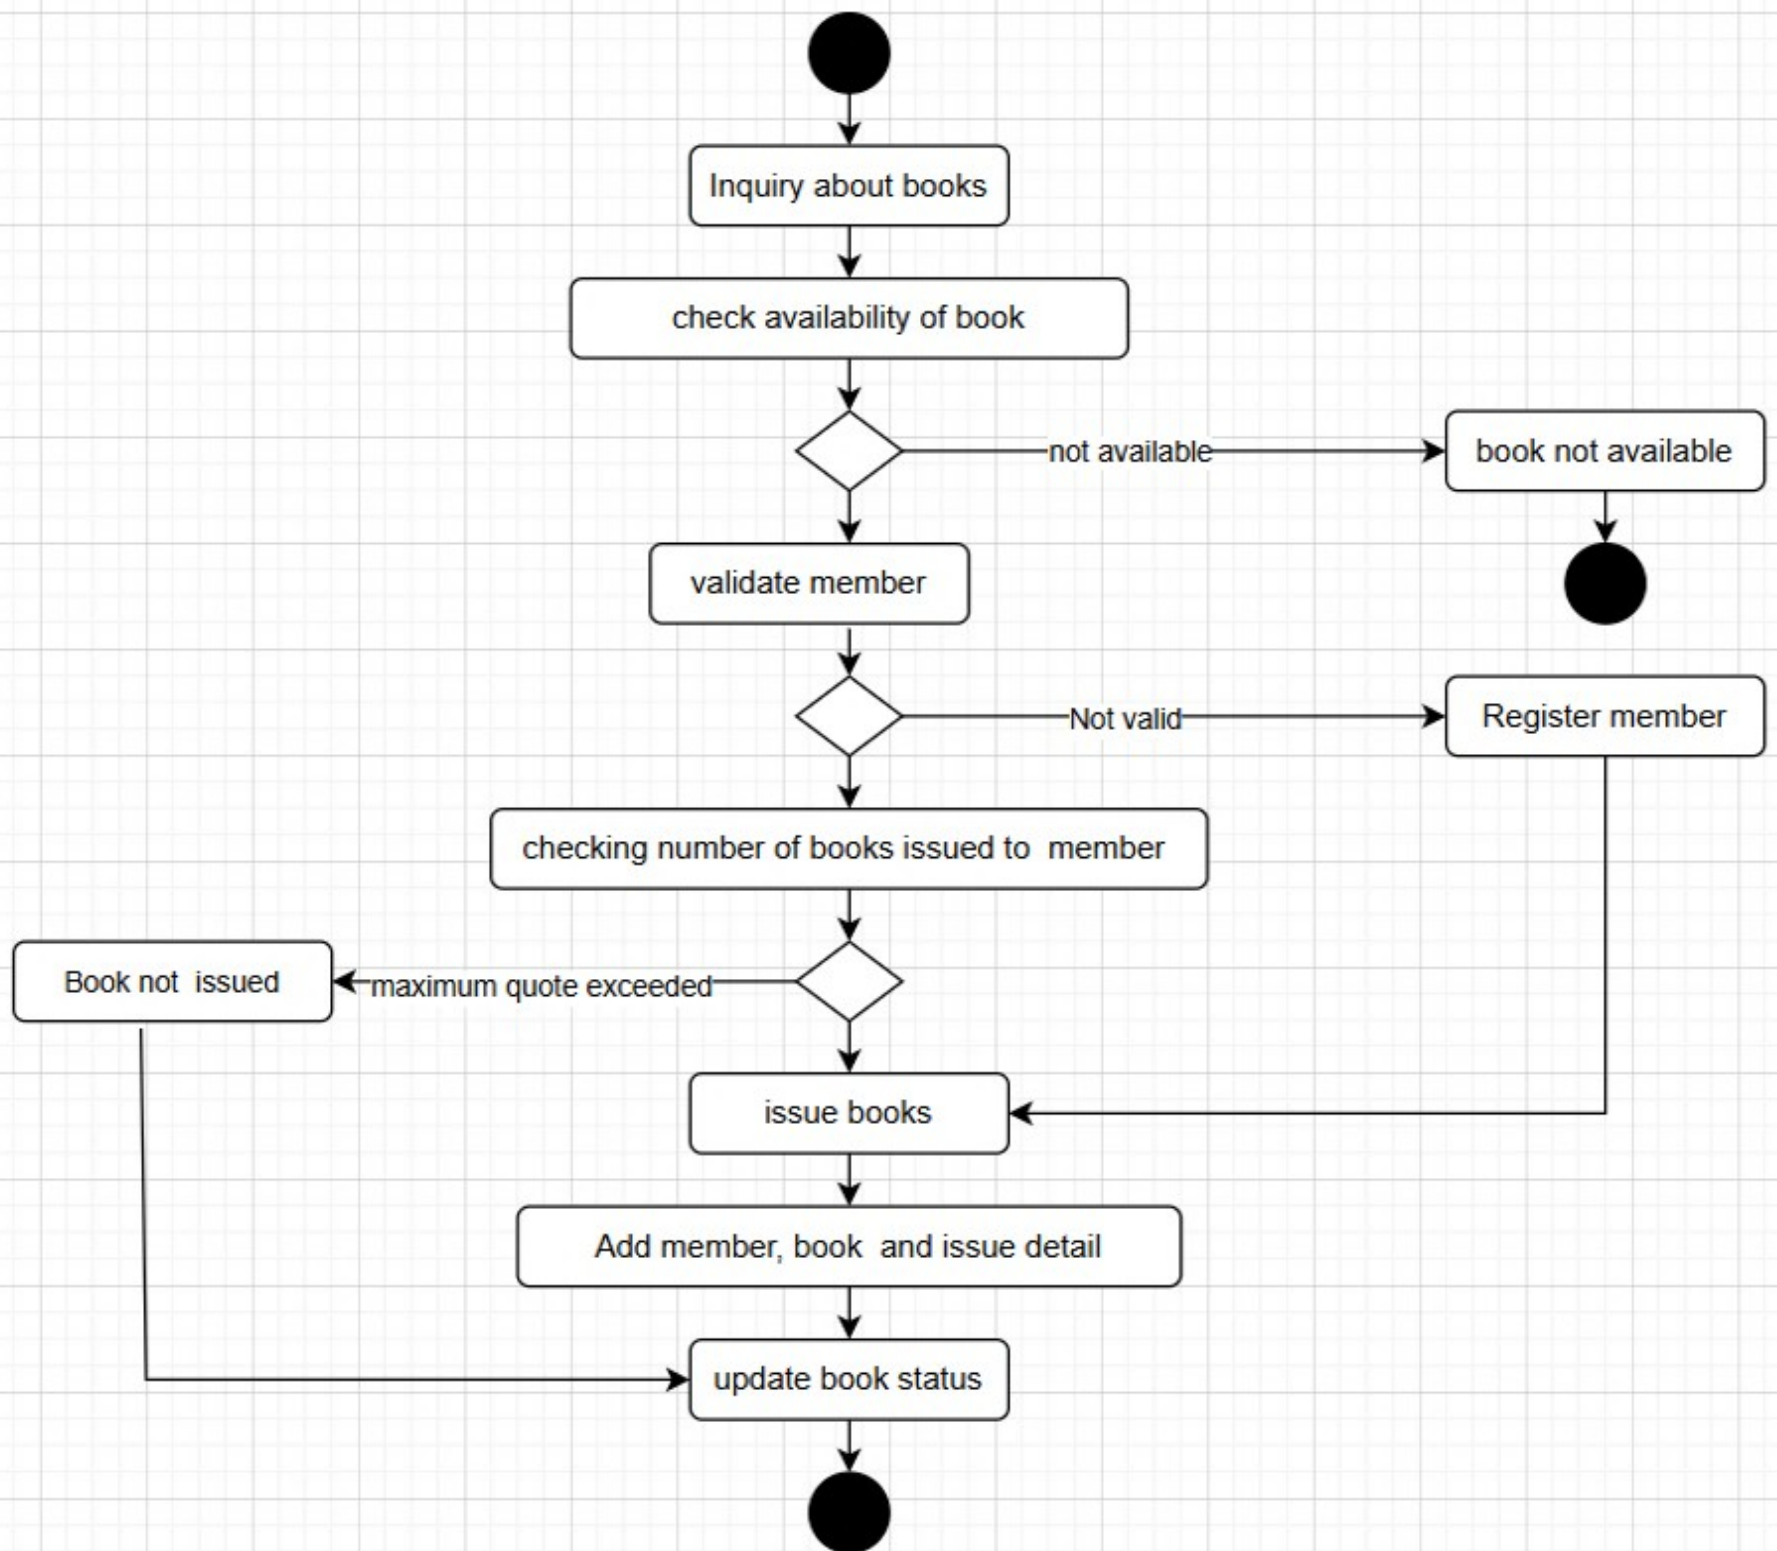 Inquiry about books
check availability of book
not available
book not available
validate member
Not valid
Register member
checking number of books issued to  member
Book not  issued
maximum quote exceeded
issue books
Add member, book  and issue detail
update book status